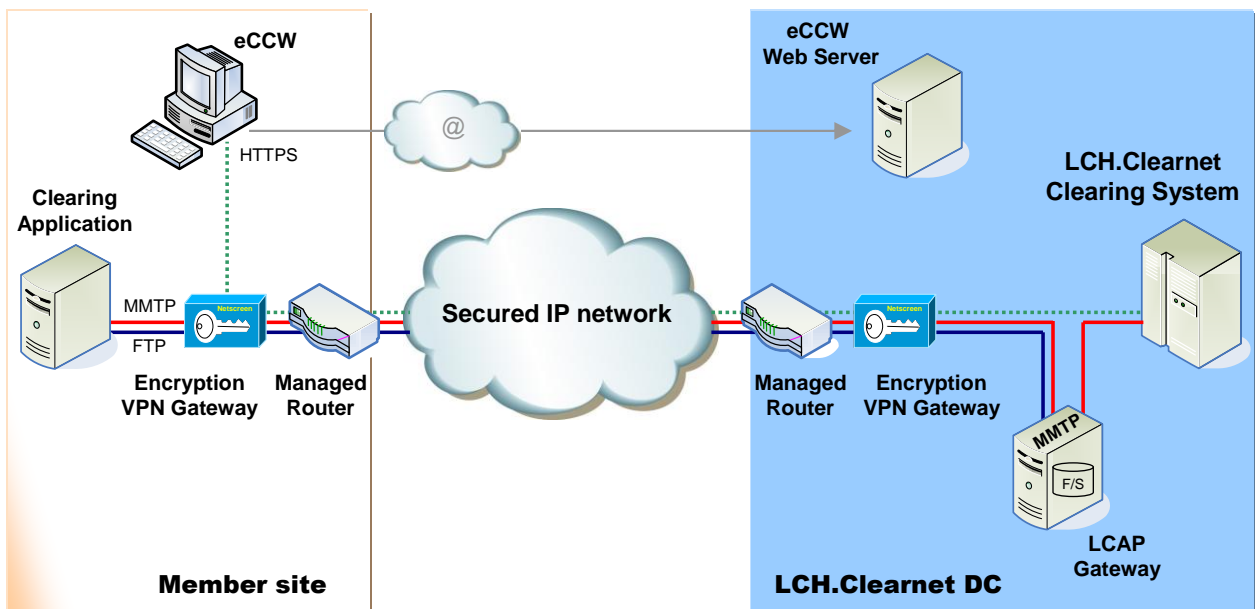 eCCW
eCCW
Web Server
@
HTTPS
LCH.Clearnet
Clearing System
Clearing
Application
MMTP
FTP
Netscreen
Secured IP network
Netscreen
Encryption
VPN Gateway
Managed
Router
Managed
Router
Encryption
VPN Gateway
MMTP
F/S
LCAP
Gateway
Member site
LCH.Clearnet DC